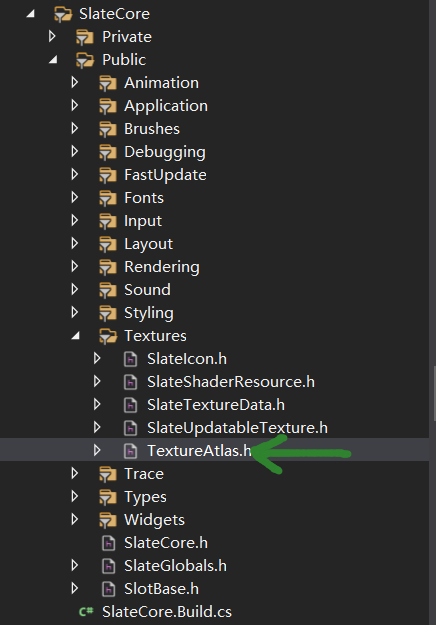 SlateCore
Private
Public
Animation
Application
Brushes
Debugging
FastUpdate
Fonts
Input
Layout
Rendering
Sound
Styling
Textures
SlateIcon.h
SlateShaderResource.h
SlateTextureData.h
SlateUpdatableTexture.h
TextureAtlas.h
Trace
Types
Widgets
SlateCore.h
SlateGlobals.h
SlotBase.h
C# SlateCore.Build.cs